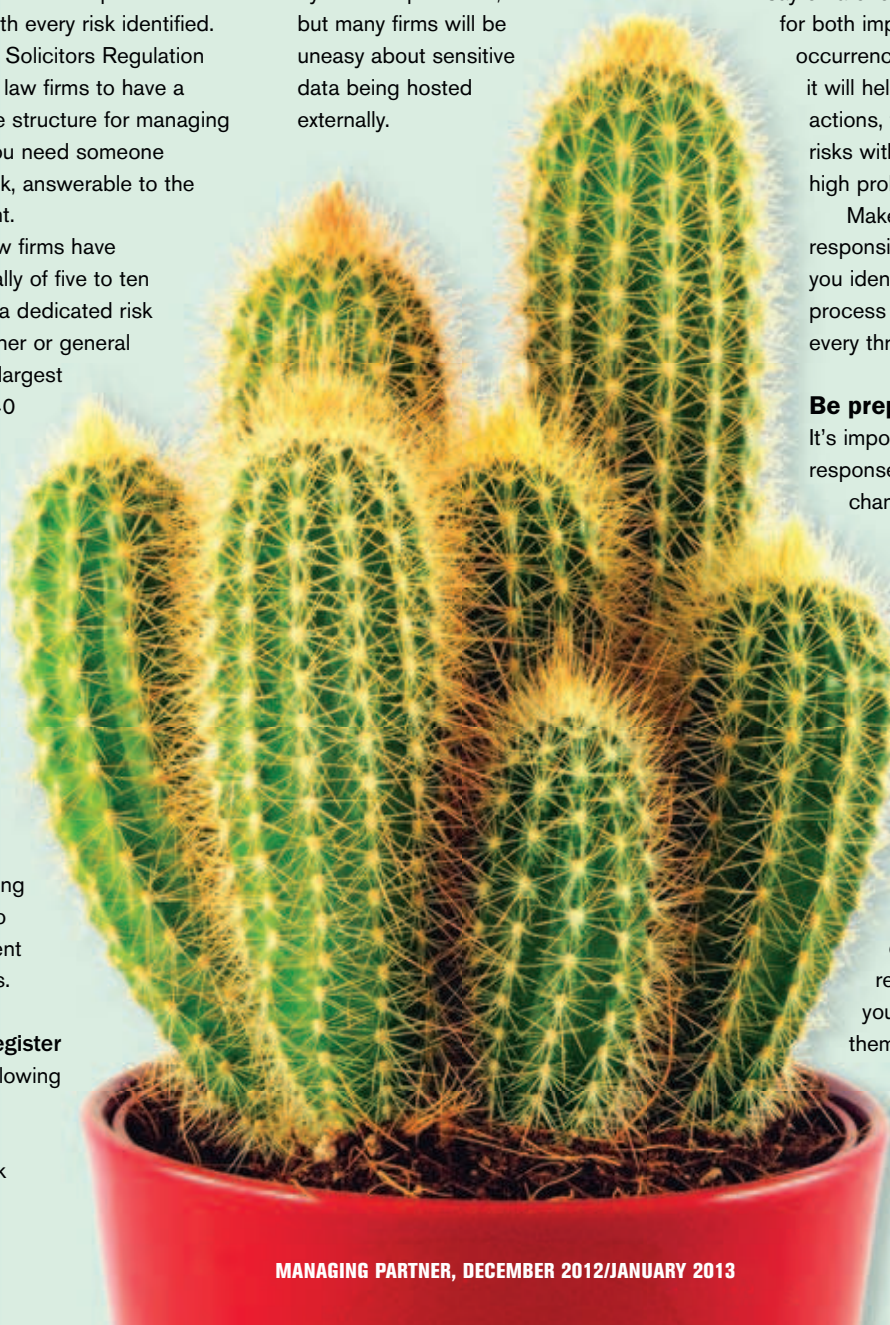 th every risk identified.
Solicitors Regulation
law firms to have a
e structure for managing
ou need someone
k, answerable to the
nt.
w firms have
ally of five to ten
a dedicated risk
ner or general
largest
0
ng
o
ent
s.
egister
lowing
k
but many firms will be
uneasy about sensitive
data being hosted
externally.
for both imp
occurrenc
it will hel
actions,
risks with
high pro
Make
responsi
you iden
process
every thr
Be prep
It's impo
response
chan
re
you
them
MANAGING PARTNER, DECEMBER 2012/JANUARY 2013